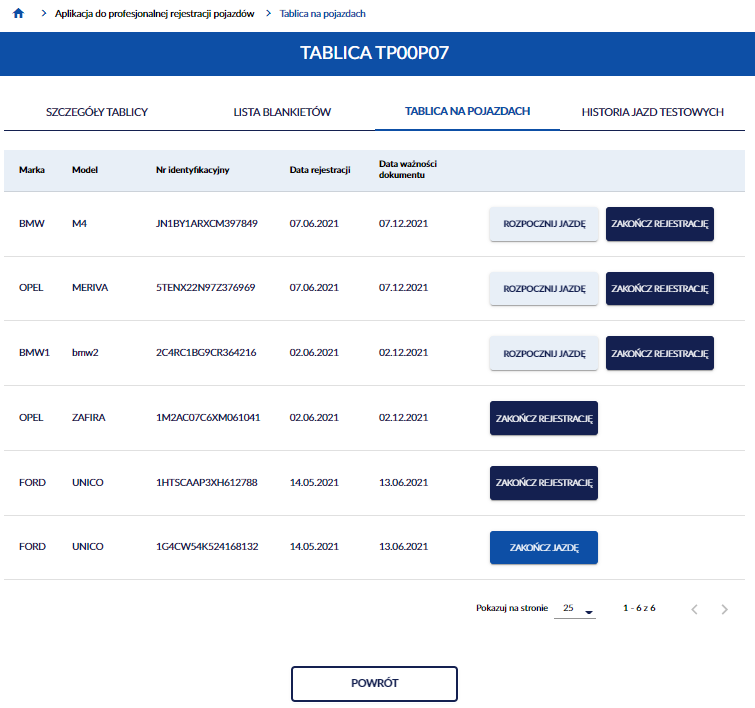 Aplikacja do profesjonalnej rejestracji pojazdów > Tablica na pojazdach
TABLICA TP00P07
SZCZEGÓŁY TABLICY LISTA BLANKIETÓW TABLICA NA POJAZDACH HISTORIA JAZD TESTOWYCH
Marka Model Nr identyfikacyjny Data rejestracji Data ważności dokumentu
BMW M4 JN1BY1ARXCM397849 07.06.2021 07.12.2021 ROZPOCZNIJ JAZDĘ ZAKOŃCZ REJESTRACJĘ
OPEL MERIVA 5TENX22N97Z376969 07.06.2021 07.12.2021 ROZPOCZNIJ JAZDĘ ZAKOŃCZ REJESTRACJĘ
BMW1 bmw2 2C4RC1BG9CR364216 02.06.2021 02.12.2021 ROZPOCZNIJ JAZDĘ ZAKOŃCZ REJESTRACJĘ
OPEL ZAFIRA 1M2AC07C6XM061041 02.06.2021 02.12.2021 ZAKOŃCZ REJESTRACJĘ
FORD UNICO 1HTSCAAP3XH612788 14.05.2021 13.06.2021 ZAKOŃCZ REJESTRACJĘ
FORD UNICO 1G4CW54K524168132 14.05.2021 13.06.2021 ZAKOŃCZ JAZDĘ
Pokazuj na stronie 25 1 - 6 z 6
POWRÓT